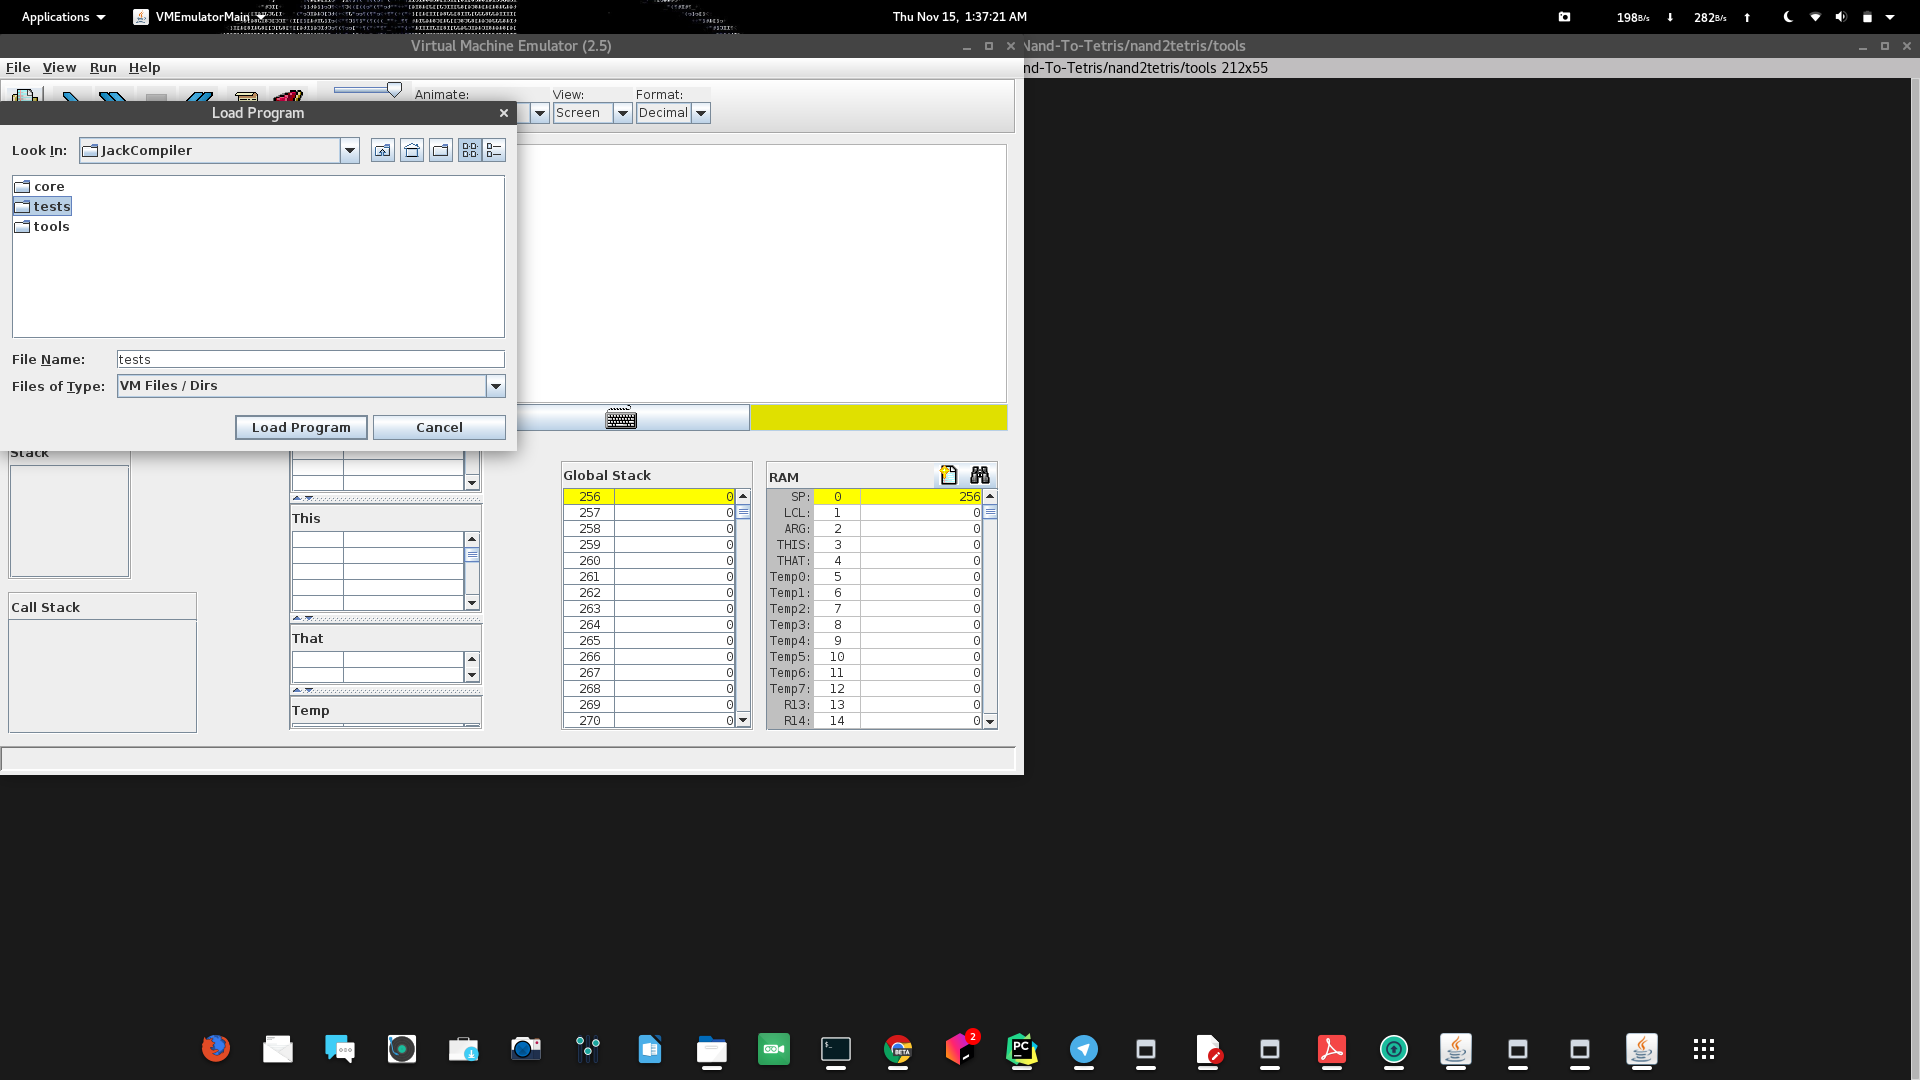 Applications
VMEmulatorMain
Thu Nov 15, 1:37:21 AM
198B/s
282B/s
Virtual Machine Emulator (2.5)
Nand-To-Tetris/nand2tetris/tools
File View Run Help
nd-To-Tetris/nand2tetris/tools 212x55
Animate:
View:
Format:
Screen
Decimal
Load Program
Look In:
JackCompiler
core
tests
tools
File Name:
tests
Files of Type:
VM Files / Dirs
Load Program
Cancel
Stack
Call Stack
This
That
Temp
Global Stack
256 0
257 0
258 0
259 0
260 0
261 0
262 0
263 0
264 0
265 0
266 0
267 0
268 0
269 0
270 0
RAM
SP: 0 256
LCL: 1 0
ARG: 2 0
THIS: 3 0
THAT: 4 0
Temp0: 5 0
Temp1: 6 0
Temp2: 7 0
Temp3: 8 0
Temp4: 9 0
Temp5: 10 0
Temp6: 11 0
Temp7: 12 0
R13: 13 0
R14: 14 0
BETA
2
PC